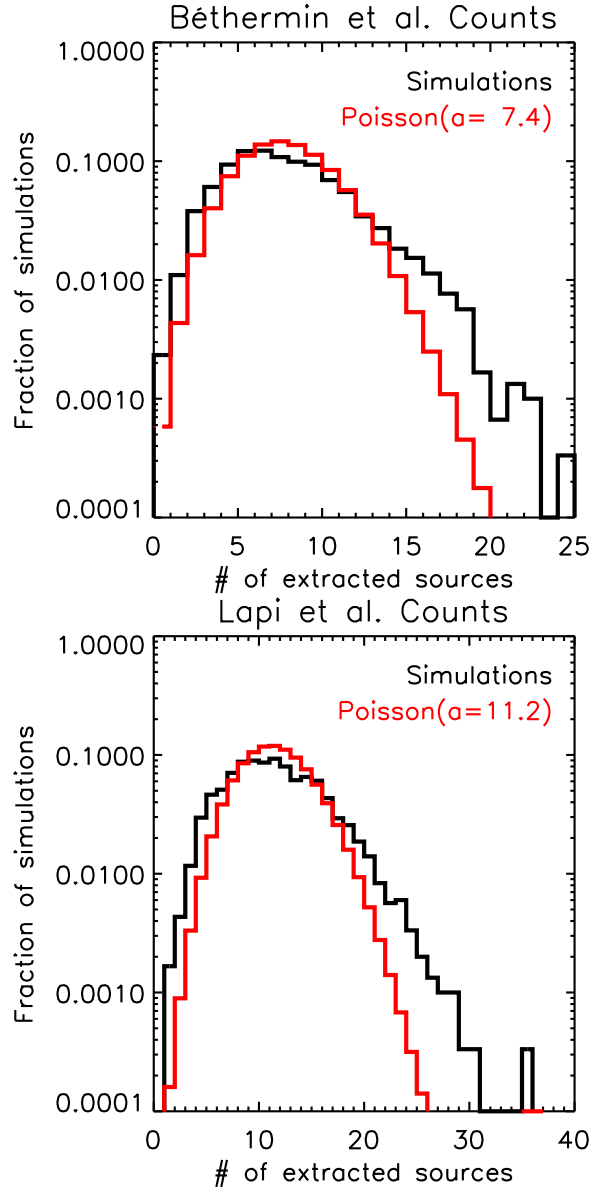 Béthermin et al. Counts
1.0000
Simulations
Poisson(a= 7.4)
0.1000
0.0100
0.0010
0.0001
Fraction of simulations
0 5 10 15 20 25
# of extracted sources
Lapi et al. Counts
1.0000
Simulations
Poisson(a=11.2)
0.1000
0.0100
0.0010
0.0001
Fraction of simulations
0 10 20 30 40
# of extracted sources